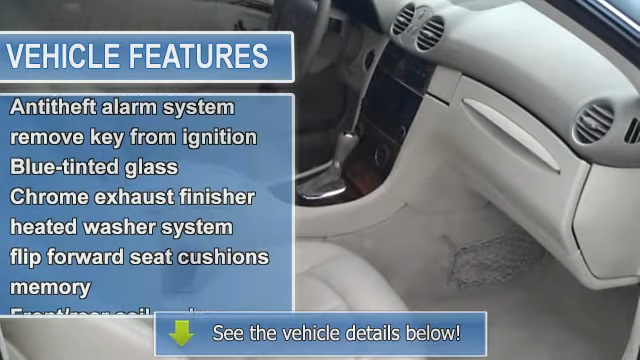 VEHICLE FEATURES
Antitheft alarm system
remove key from ignition
Blue-tinted glass
Chrome exhaust finisher
heated washer system
flip forward seat cushions
memory
See the vehicle details below!